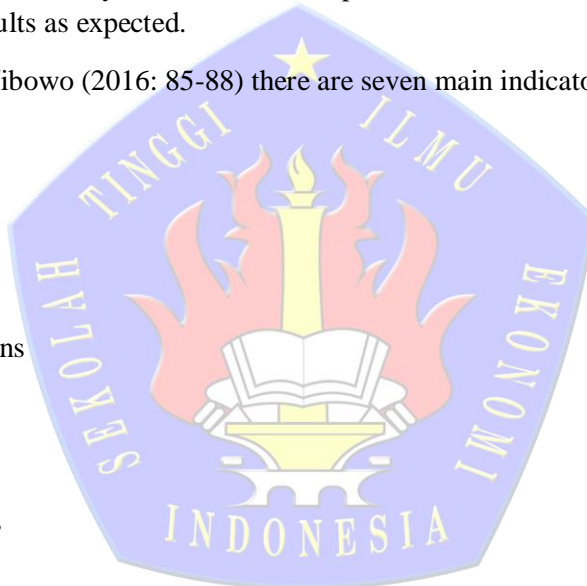 ults as expected.
ibowo (2016: 85-88) there are seven main indicato
SEKOLAH TINGGI ILMU EKONOMI
ns
INDONESIA